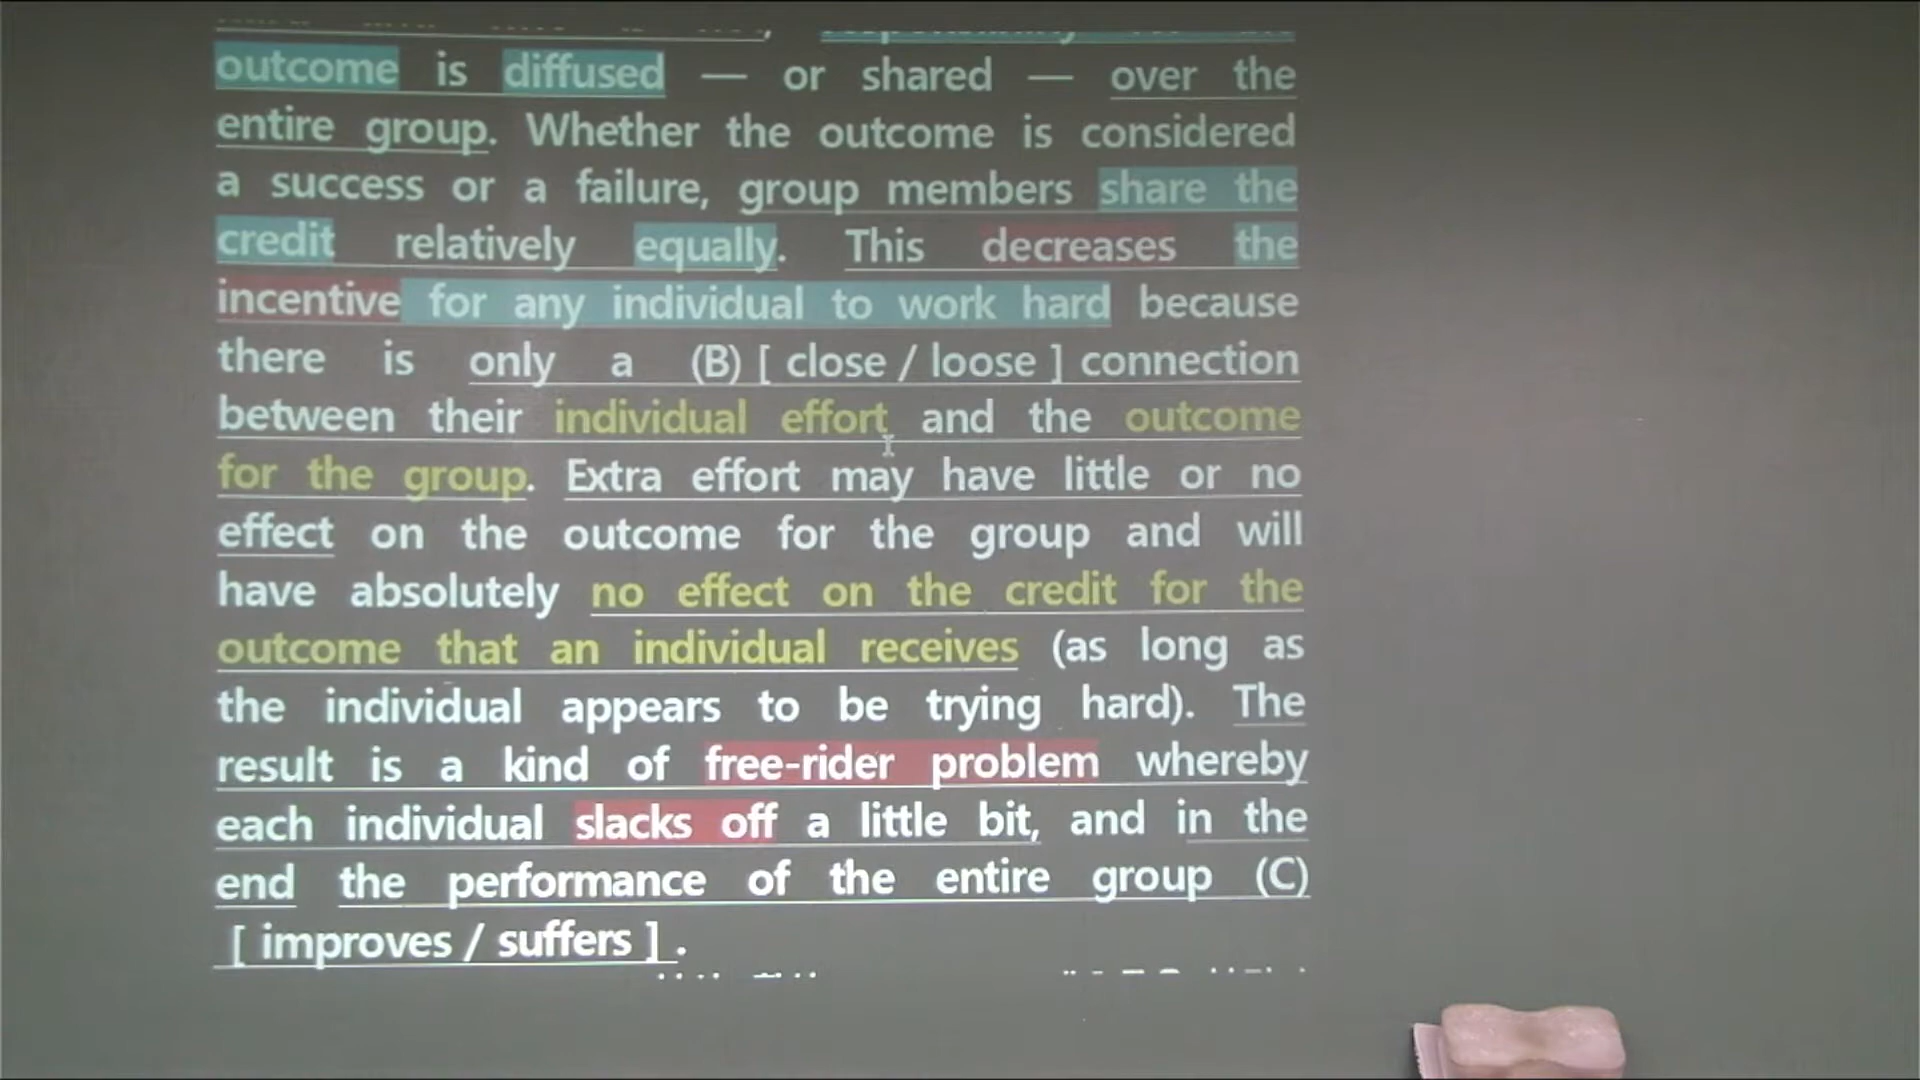 outcome is diffused — or shared — over the
entire group. Whether the outcome is considered
a success or a failure, group members share the
credit relatively equally. This decreases the
incentive for any individual to work hard because
there is only a (B) [ close / loose ] connection
between their individual effort and the outcome
for the group. Extra effort may have little or no
effect on the outcome for the group and will
have absolutely no effect on the credit for the
outcome that an individual receives (as long as
the individual appears to be trying hard). The
result is a kind of free-rider problem whereby
each individual slacks off a little bit, and in the
end the performance of the entire group (C)
[ improves / suffers ] .